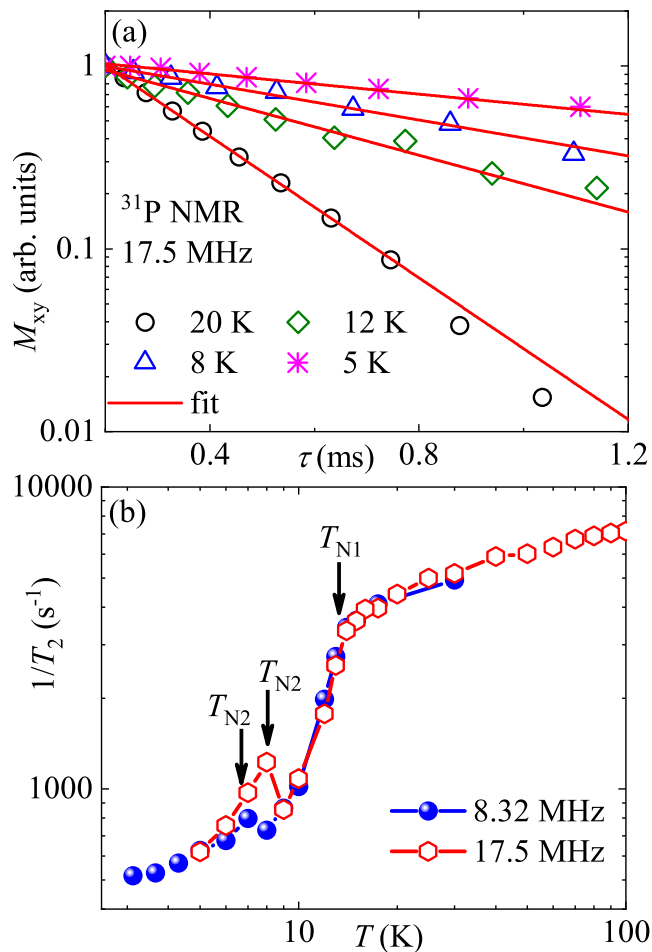 (a)
1
0.1
0.01
M_xy (arb. units)
³¹P NMR
17.5 MHz
20 K
12 K
8 K
5 K
fit
0.4
0.8
1.2
τ (ms)
(b)
10000
1000
1/T₂ (s⁻¹)
T_N1
T_N2
T_N2
8.32 MHz
17.5 MHz
10
100
T (K)